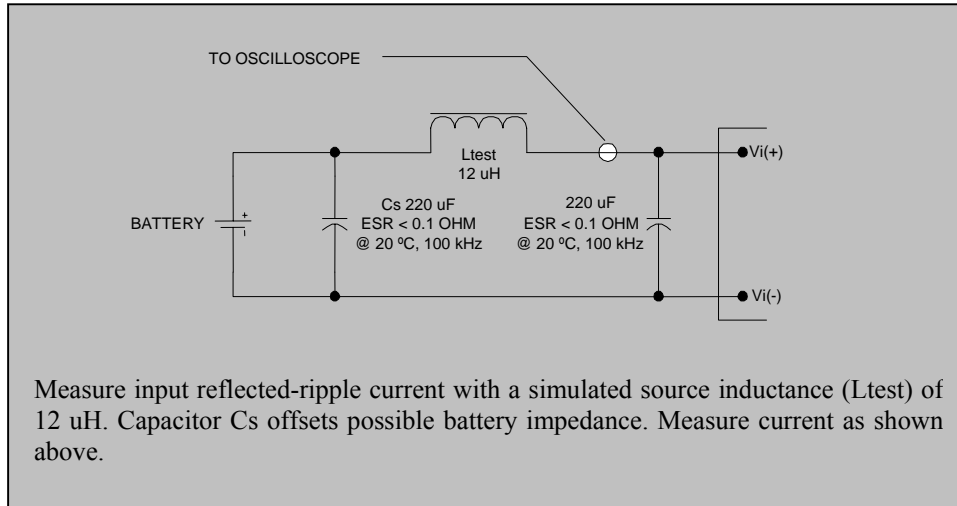 TO OSCILLOSCOPE
Ltest
12 uH
Vi(+)
BATTERY
+
-
Cs 220 uF
ESR < 0.1 OHM
@ 20 ºC, 100 kHz
220 uF
ESR < 0.1 OHM
@ 20 ºC, 100 kHz
Vi(-)
Measure input reflected-ripple current with a simulated source inductance (Ltest) of
12 uH. Capacitor Cs offsets possible battery impedance. Measure current as shown
above.